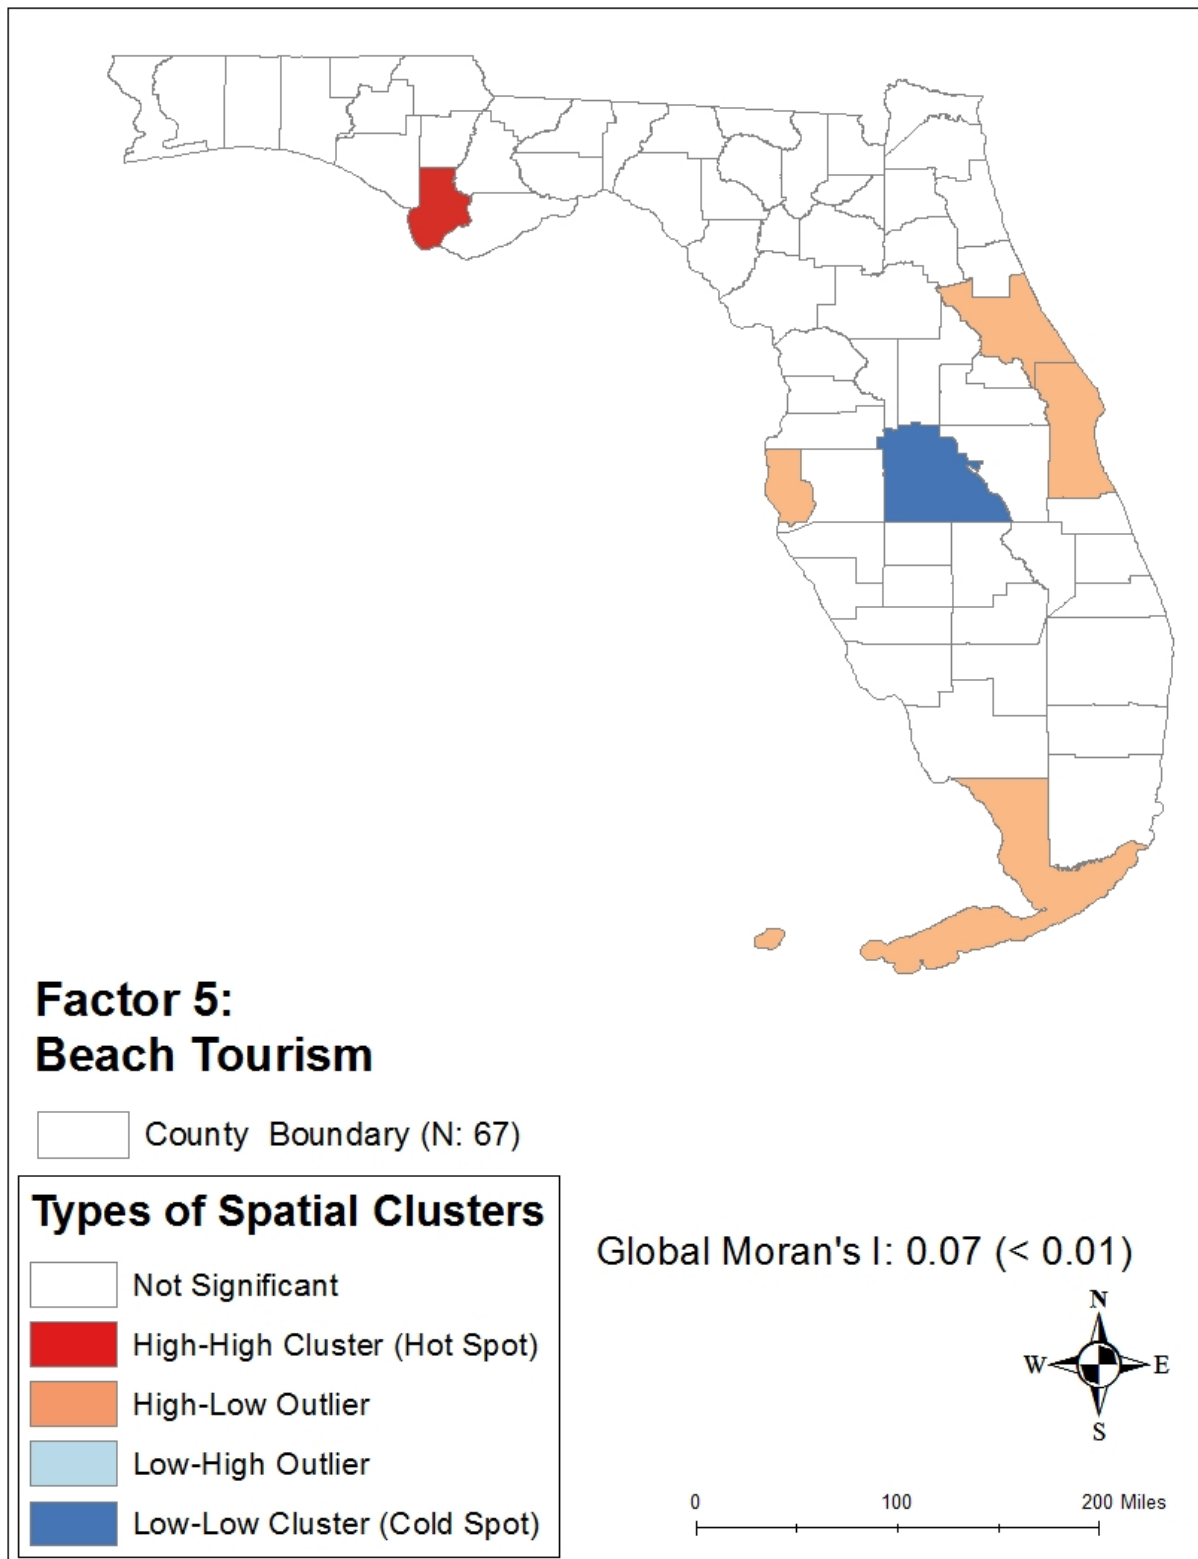 Factor 5:
Beach Tourism
County Boundary (N: 67)
Types of Spatial Clusters
Not Significant
High-High Cluster (Hot Spot)
High-Low Outlier
Low-High Outlier
Low-Low Cluster (Cold Spot)
Global Moran's I: 0.07 (< 0.01)
N
W E
S
0 100 200 Miles